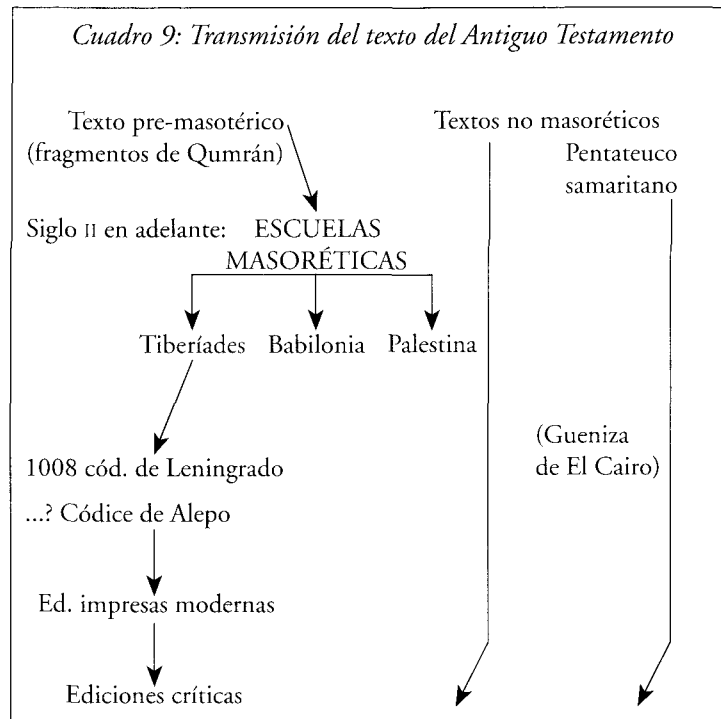 Cuadro 9: Transmisión del texto del Antiguo Testamento
Texto pre-masotérico
(fragmentos de Qumrán)
Textos no masoréticos
Pentateuco
samaritano
Siglo II en adelante: ESCUELAS
MASORÉTICAS
Tiberíades Babilonia Palestina
(Gueniza
de El Cairo)
1008 cód. de Leningrado
...? Códice de Alepo
Ed. impresas modernas
Ediciones críticas